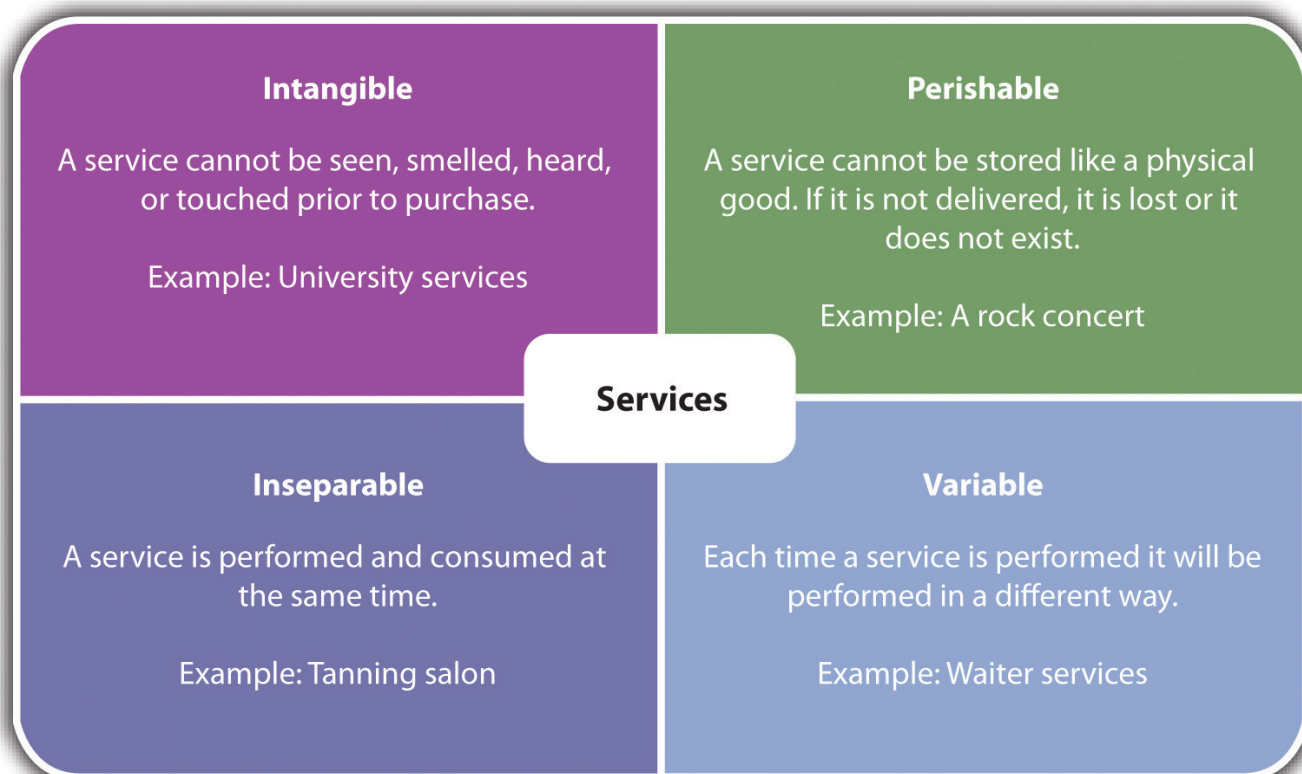 Intangible
A service cannot be seen, smelled, heard,
or touched prior to purchase.
Example: University services
Perishable
A service cannot be stored like a physical
good. If it is not delivered, it is lost or it
does not exist.
Example: A rock concert
Services
Inseparable
A service is performed and consumed at
the same time.
Example: Tanning salon
Variable
Each time a service is performed it will be
performed in a different way.
Example: Waiter services